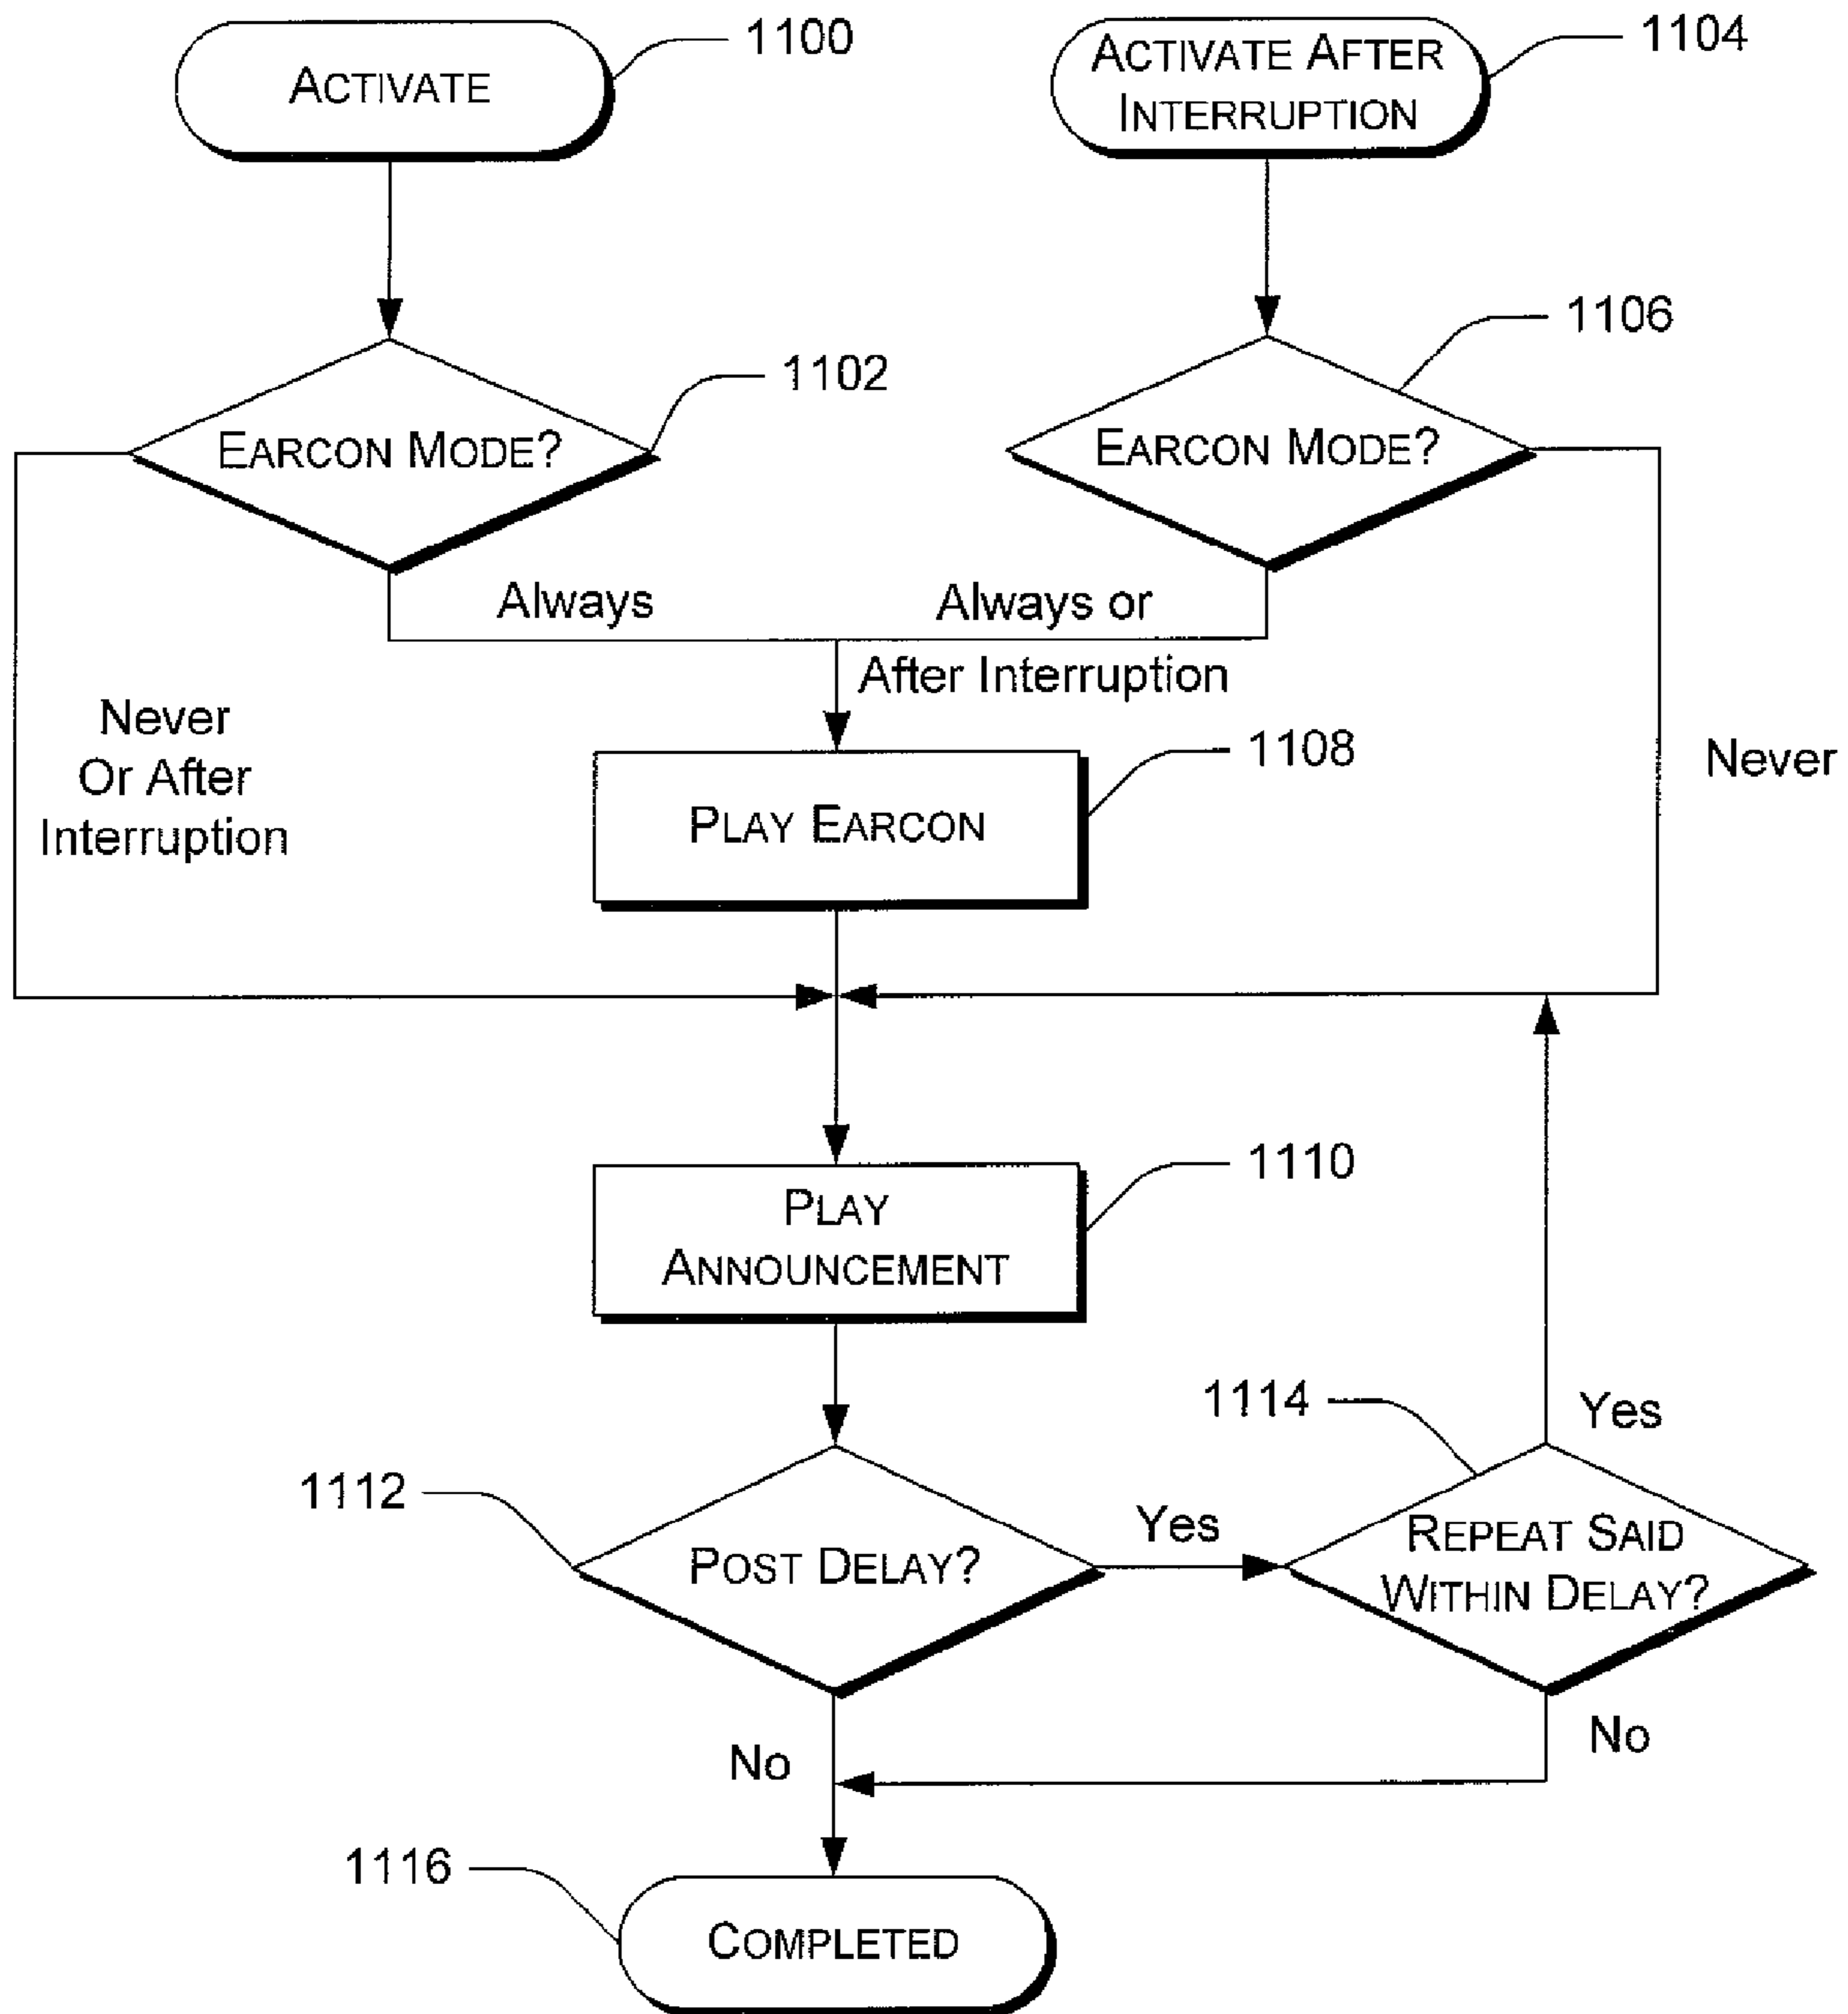 ACTIVATE
1100
ACTIVATE AFTER
INTERRUPTION
1104
EARCON MODE?
1102
EARCON MODE?
1106
Always
Always or
After Interruption
Never
Or After
Interruption
PLAY EARCON
1108
Never
PLAY
ANNOUNCEMENT
1110
POST DELAY?
1112
Yes
REPEAT SAID
WITHIN DELAY?
1114
Yes
No
No
COMPLETED
1116